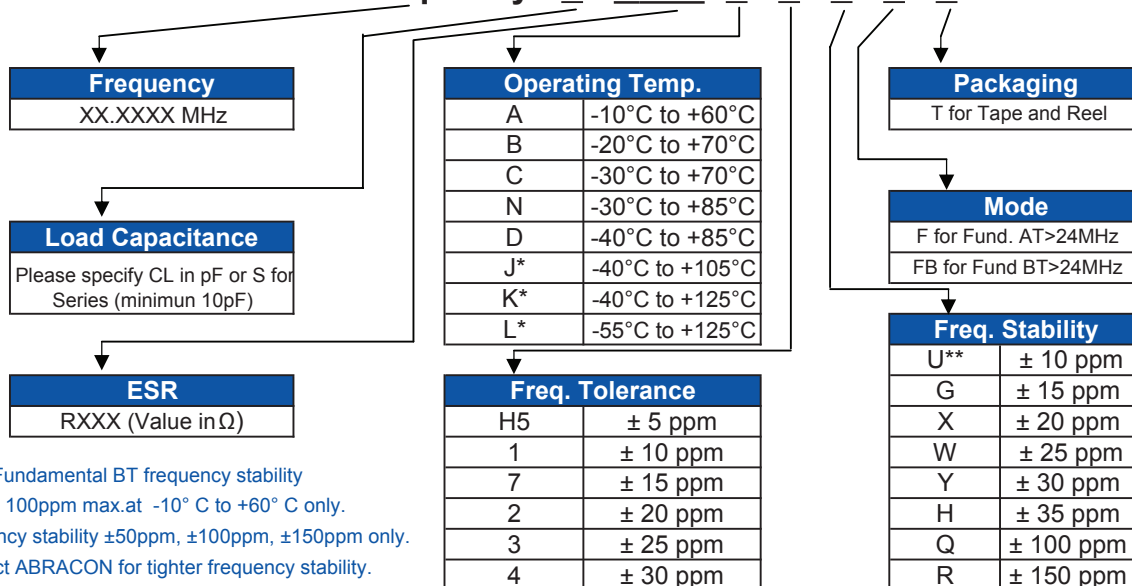 Frequency
XX.XXXX MHz
Load Capacitance
Please specify CL in pF or S for
Series (minimun 10pF)
ESR
RXXX (Value in Ω)
Fundamental BT frequency stability
100ppm max.at -10° C to +60° C only.
stability ±50ppm, ±100ppm, ±150ppm only.
ABRACON for tighter frequency stability.
Operating Temp.
A -10°C to +60°C
B -20°C to +70°C
C -30°C to +70°C
N -30°C to +85°C
D -40°C to +85°C
J* -40°C to +105°C
K* -40°C to +125°C
L* -55°C to +125°C
Freq. Tolerance
H5 ± 5 ppm
1 ± 10 ppm
7 ± 15 ppm
2 ± 20 ppm
3 ± 25 ppm
4 ± 30 ppm
Packaging
T for Tape and Reel
Mode
F for Fund. AT>24MHz
FB for Fund BT>24MHz
Freq. Stability
U** ± 10 ppm
G ± 15 ppm
X ± 20 ppm
W ± 25 ppm
Y ± 30 ppm
H ± 35 ppm
Q ± 100 ppm
R ± 150 ppm